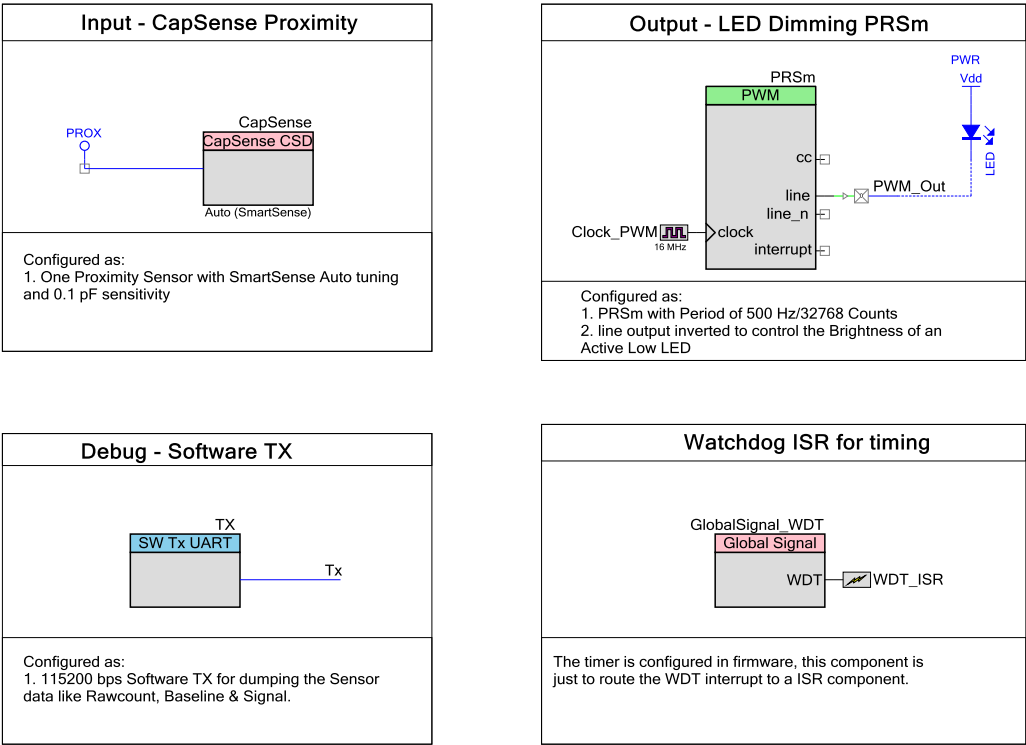 Input - CapSense Proximity
PROX
CapSense
CapSense CSD
Auto (SmartSense)
Configured as:
1. One Proximity Sensor with SmartSense Auto tuning
and 0.1 pF sensitivity
Output - LED Dimming PRSm
PWR
Vdd
PRSm
PWM
LED
cc
line
PWM_Out
line_n
Clock_PWM
clock
16 MHz
interrupt
Configured as:
1. PRSm with Period of 500 Hz/32768 Counts
2. line output inverted to control the Brightness of an
Active Low LED
Debug - Software TX
TX
SW Tx UART
Tx
Configured as:
1. 115200 bps Software TX for dumping the Sensor
data like Rawcount, Baseline & Signal.
Watchdog ISR for timing
GlobalSignal_WDT
Global Signal
WDT
WDT_ISR
The timer is configured in firmware, this component is
just to route the WDT interrupt to a ISR component.